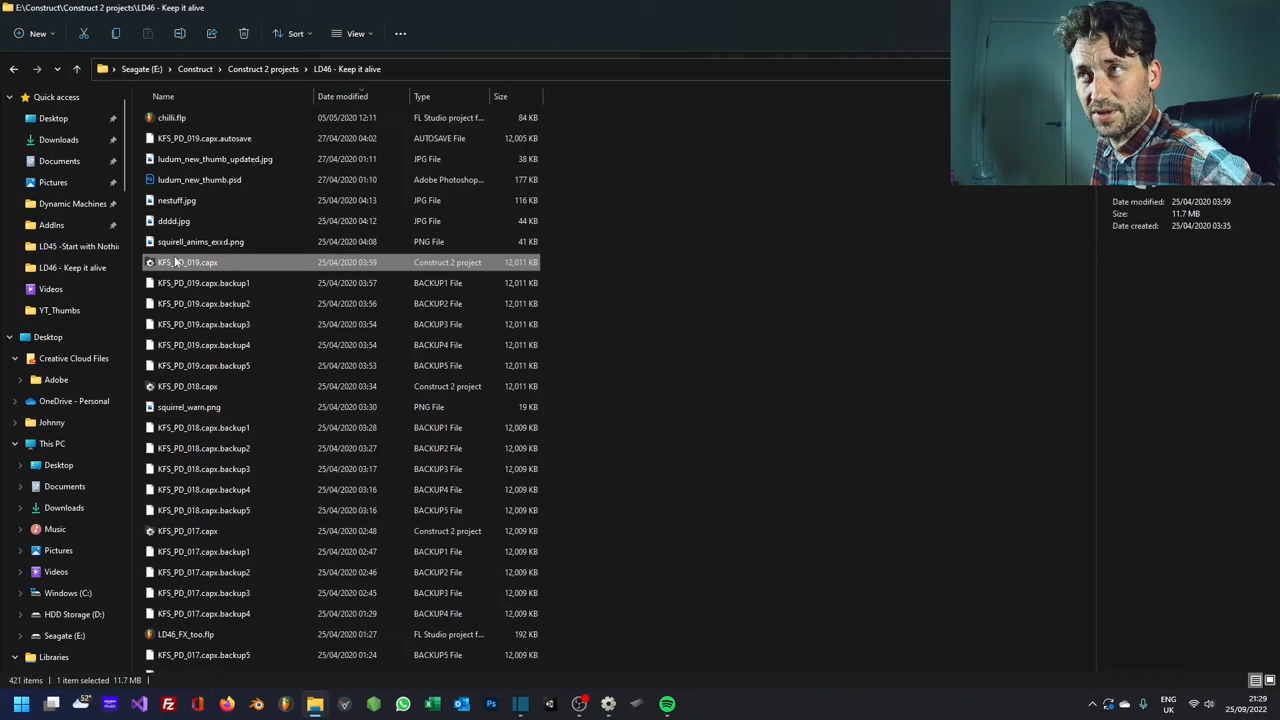 E:\Construct\Construct 2 projects\LD46 - Keep it alive
New
Sort
View
Seagate (E:) > Construct > Construct 2 projects > LD46 - Keep it alive
Name Date modified Type Size
Quick access
Desktop
Downloads
Documents
Pictures
Dynamic Machines
AddIns
LD45 -Start with Nothi
LD46 - Keep it alive
Videos
YT_Thumbs
Desktop
Creative Cloud Files
Adobe
OneDrive - Personal
Johnny
This PC
Desktop
Documents
Downloads
Music
Pictures
Videos
Windows (C:)
HDD Storage (D:)
Seagate (E:)
Libraries
chilli.flp 05/05/2020 12:11 FL Studio project f... 84 KB
KFS_PD_019.capx.autosave 27/04/2020 04:02 AUTOSAVE File 12,005 KB
ludum_new_thumb_updated.jpg 27/04/2020 01:11 JPG File 38 KB
ludum_new_thumb.psd 27/04/2020 01:10 Adobe Photoshop... 177 KB
nestuff.jpg 25/04/2020 04:13 JPG File 116 KB
dddd.jpg 25/04/2020 04:12 JPG File 44 KB
squirell_anims_exxd.png 25/04/2020 04:08 PNG File 41 KB
KFS_PD_019.capx 25/04/2020 03:59 Construct 2 project 12,011 KB
KFS_PD_019.capx.backup1 25/04/2020 03:57 BACKUP1 File 12,011 KB
KFS_PD_019.capx.backup2 25/04/2020 03:56 BACKUP2 File 12,011 KB
KFS_PD_019.capx.backup3 25/04/2020 03:54 BACKUP3 File 12,011 KB
KFS_PD_019.capx.backup4 25/04/2020 03:54 BACKUP4 File 12,011 KB
KFS_PD_019.capx.backup5 25/04/2020 03:53 BACKUP5 File 12,011 KB
KFS_PD_018.capx 25/04/2020 03:34 Construct 2 project 12,011 KB
squirrel_warn.png 25/04/2020 03:30 PNG File 19 KB
KFS_PD_018.capx.backup1 25/04/2020 03:28 BACKUP1 File 12,009 KB
KFS_PD_018.capx.backup2 25/04/2020 03:27 BACKUP2 File 12,009 KB
KFS_PD_018.capx.backup3 25/04/2020 03:17 BACKUP3 File 12,009 KB
KFS_PD_018.capx.backup4 25/04/2020 03:16 BACKUP4 File 12,009 KB
KFS_PD_018.capx.backup5 25/04/2020 03:16 BACKUP5 File 12,009 KB
KFS_PD_017.capx 25/04/2020 02:48 Construct 2 project 12,009 KB
KFS_PD_017.capx.backup1 25/04/2020 02:47 BACKUP1 File 12,009 KB
KFS_PD_017.capx.backup2 25/04/2020 02:46 BACKUP2 File 12,009 KB
KFS_PD_017.capx.backup3 25/04/2020 02:45 BACKUP3 File 12,009 KB
KFS_PD_017.capx.backup4 25/04/2020 01:29 BACKUP4 File 12,009 KB
LD46_FX_too.flp 25/04/2020 01:27 FL Studio project f... 192 KB
KFS_PD_017.capx.backup5 25/04/2020 01:24 BACKUP5 File 12,009 KB
Date modified: 25/04/2020 03:59
Size: 11.7 MB
Date created: 25/04/2020 03:35
421 items 1 item selected 11.7 MB
52°
ENG
UK
21:29
25/09/2022